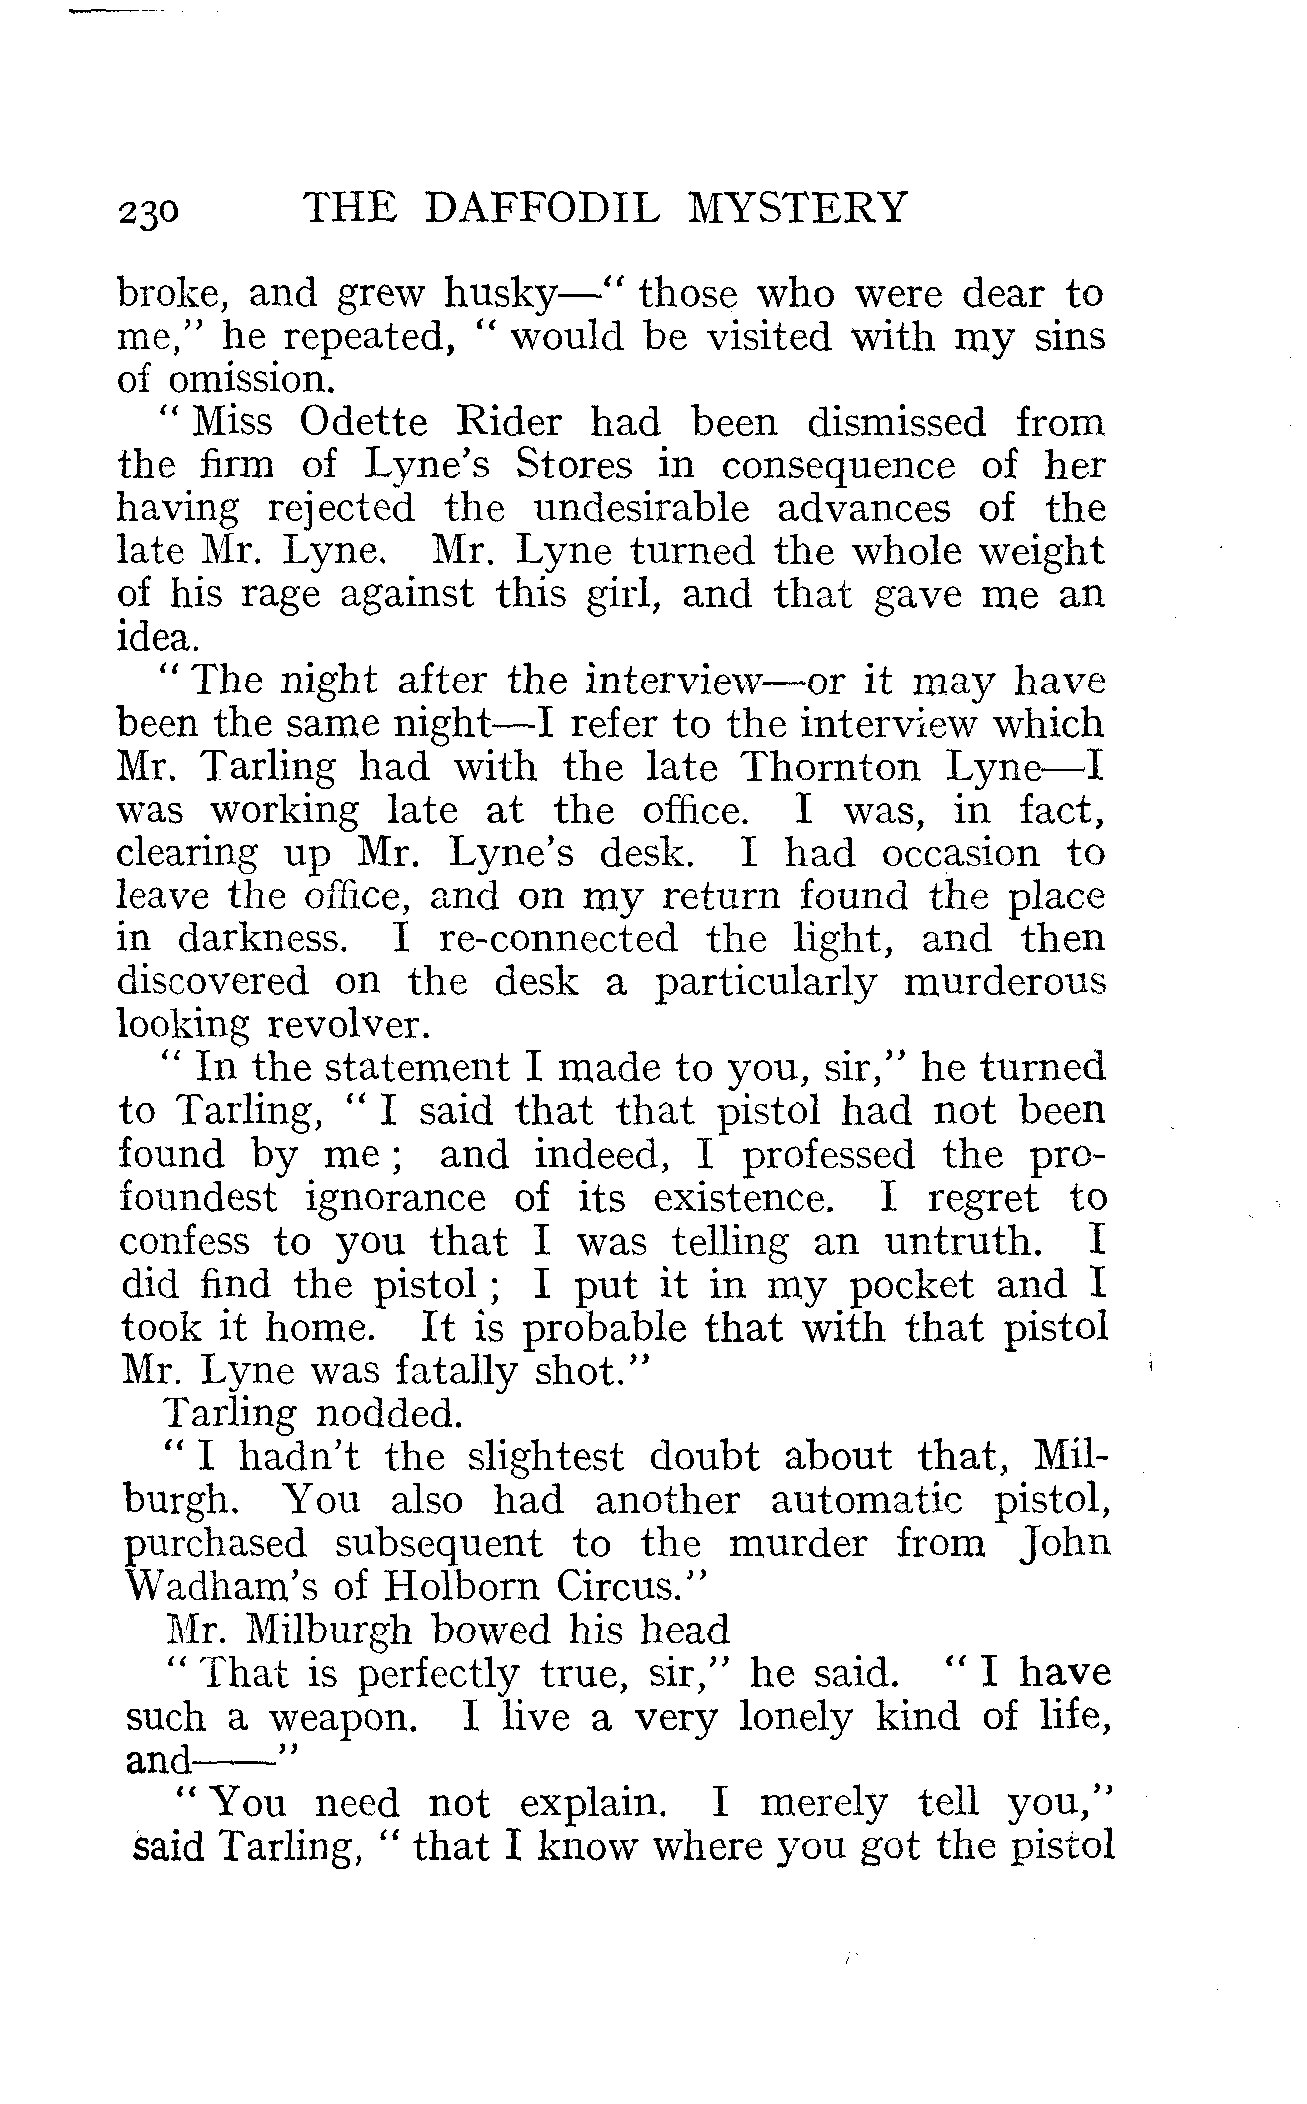 230 THE DAFFODIL MYSTERY
broke, and grew husky—" those who were dear to
me," he repeated, " would be visited with my sins
of omission.
" Miss Odette Rider had been dismissed from
the firm of Lyne's Stores in consequence of her
having rejected the undesirable advances of the
late Mr. Lyne. Mr. Lyne turned the whole weight
of his rage against this girl, and that gave me an
idea.
" The night after the interview—or it may have
been the same night—I refer to the interview which
Mr. Tarling had with the late Thornton Lyne—I
was working late at the office. I was, in fact,
clearing up Mr. Lyne's desk. I had occasion to
leave the office, and on my return found the place
in darkness. I re-connected the light, and then
discovered on the desk a particularly murderous
looking revolver.
" In the statement I made to you, sir," he turned
to Tarling, " I said that that pistol had not been
found by me ; and indeed, I professed the pro-
foundest ignorance of its existence. I regret to
confess to you that I was telling an untruth. I
did find the pistol ; I put it in my pocket and I
took it home. It is probable that with that pistol
Mr. Lyne was fatally shot."
Tarling nodded.
" I hadn't the slightest doubt about that, Mil-
burgh. You also had another automatic pistol,
purchased subsequent to the murder from John
Wadham's of Holborn Circus."
Mr. Milburgh bowed his head
" That is perfectly true, sir," he said. " I have
such a weapon. I live a very lonely kind of life,
and——"
" You need not explain. I merely tell you,"
said Tarling, " that I know where you got the pistol